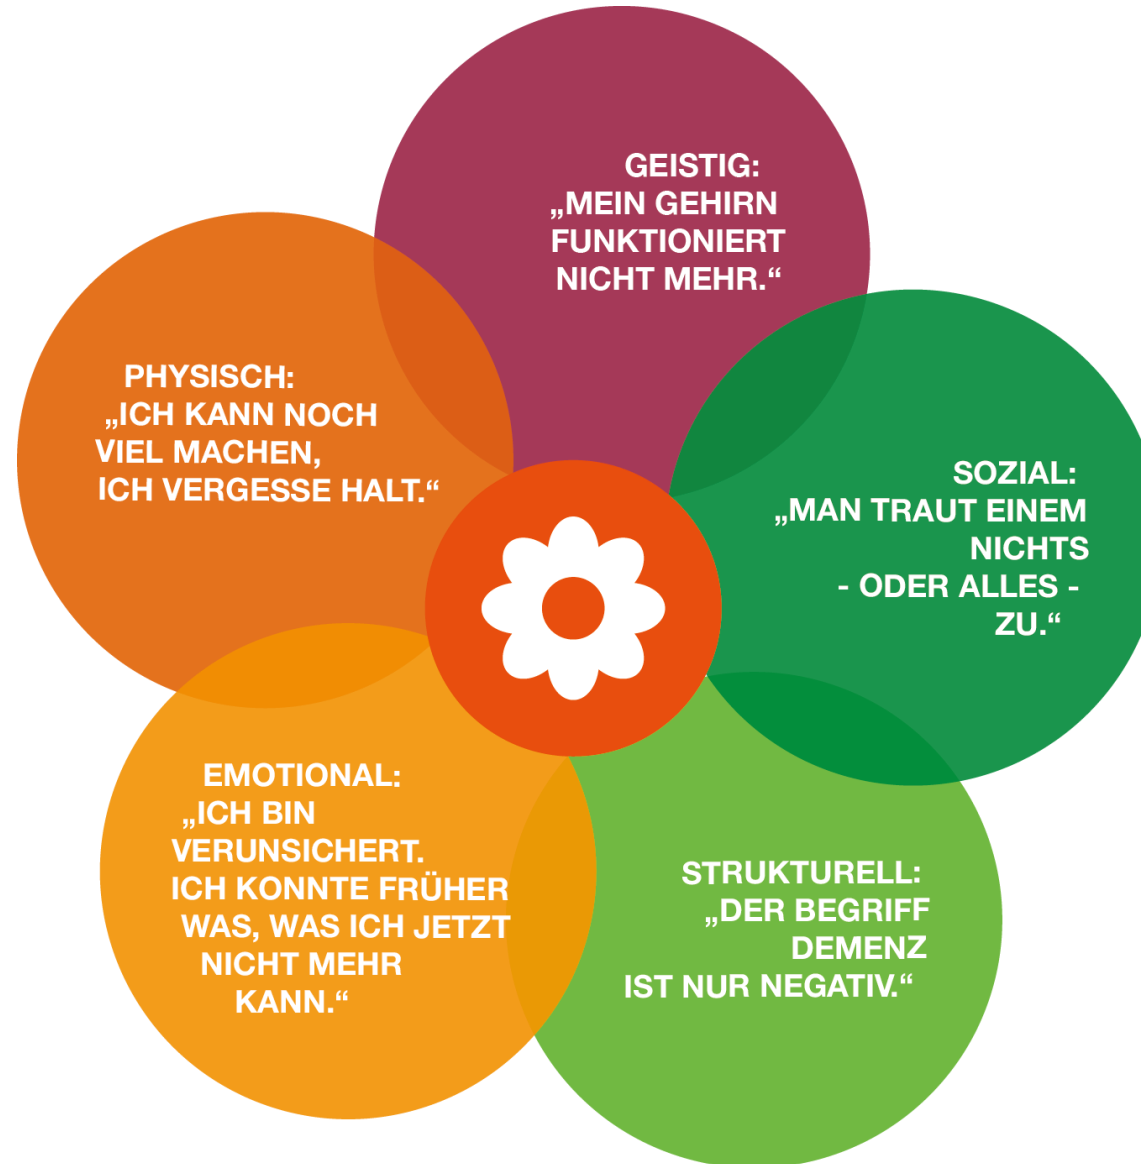 GEISTIG:
„MEIN GEHIRN
FUNKTIONIERT
NICHT MEHR.“
PHYSISCH:
„ICH KANN NOCH
VIEL MACHEN,
ICH VERGESSE HALT.“
SOZIAL:
„MAN TRAUT EINEM
NICHTS
- ODER ALLES -
ZU.“
EMOTIONAL:
„ICH BIN
VERUNSICHERT.
ICH KONNTE FRÜHER
WAS, WAS ICH JETZT
NICHT MEHR
KANN.“
STRUKTURELL:
„DER BEGRIFF
DEMENZ
IST NUR NEGATIV.“